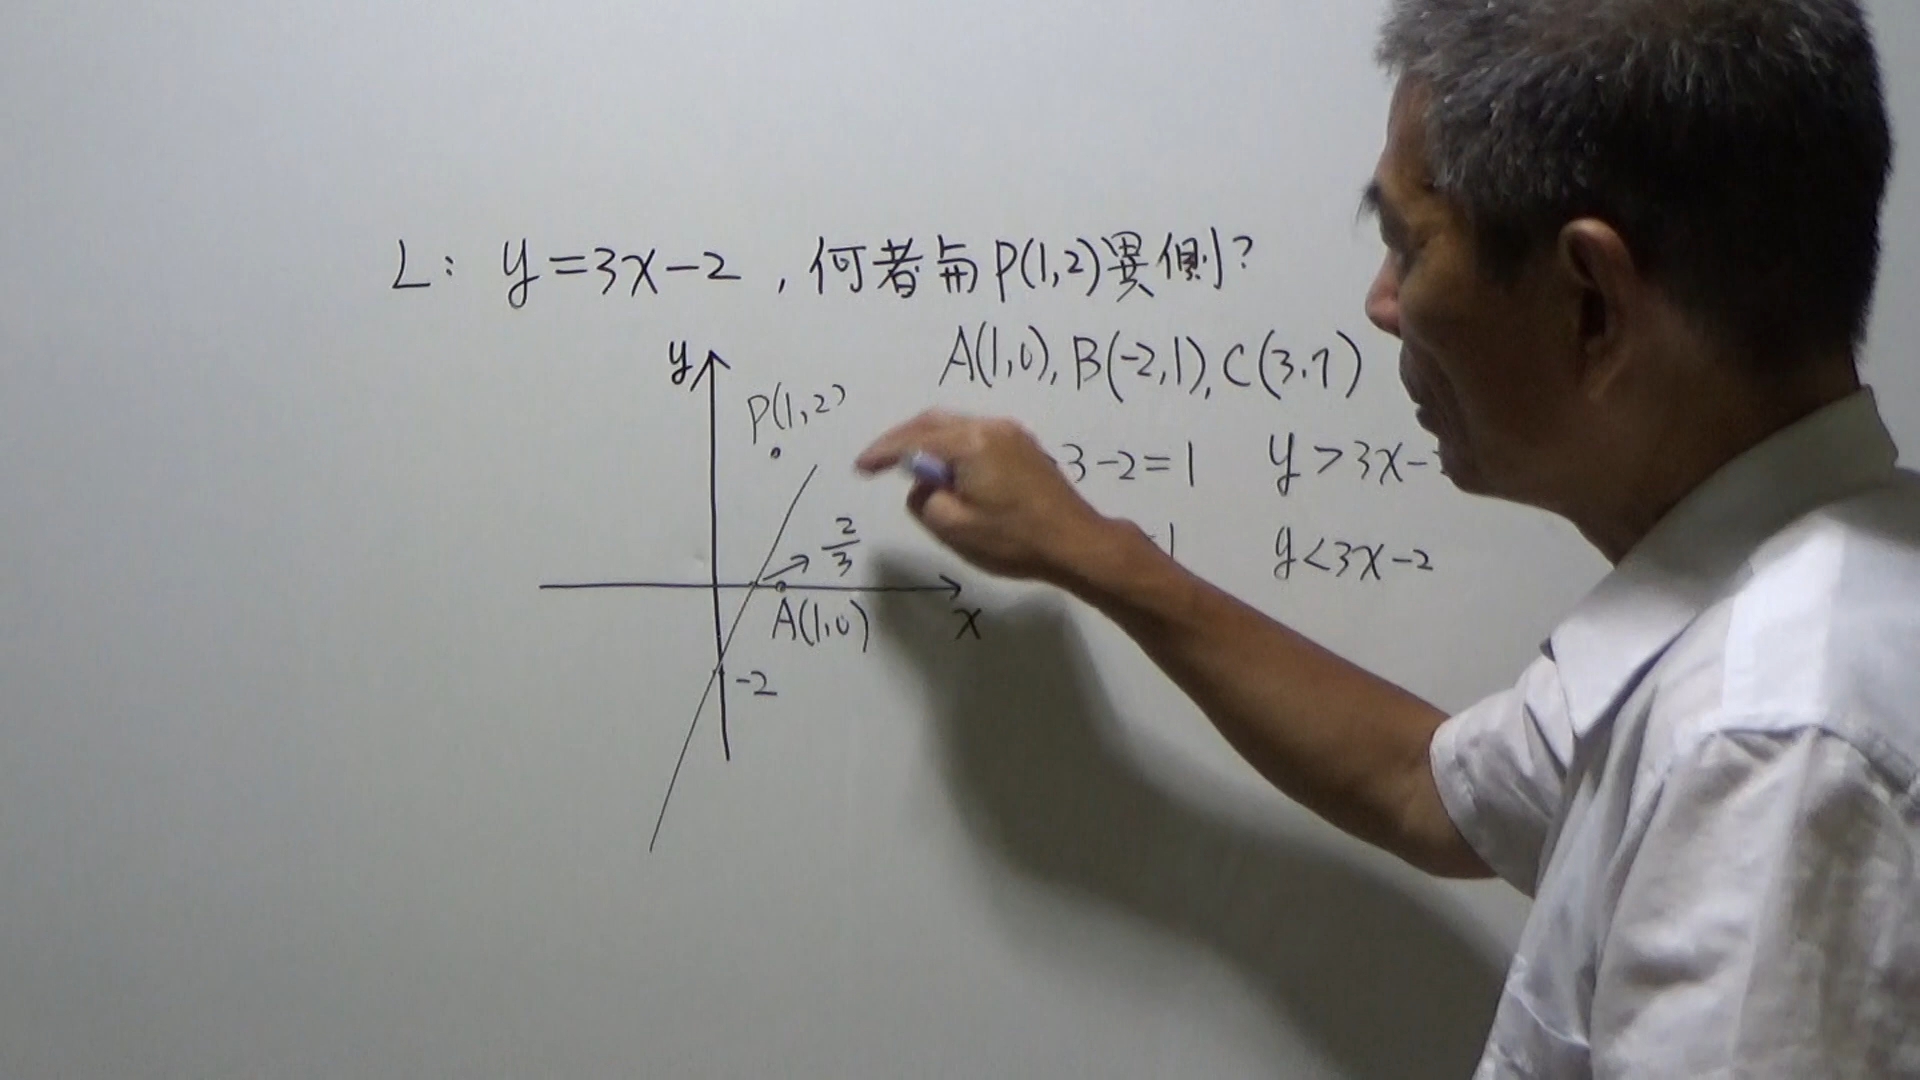 L: y=3x-2, 何者與P(1,2)異側?
A(1,0), B(-2,1), C(3.7)
y
P(1,2)
3-2=1 y>3x-
=1 y<3x-2
2/3
A(1,0)
x
-2